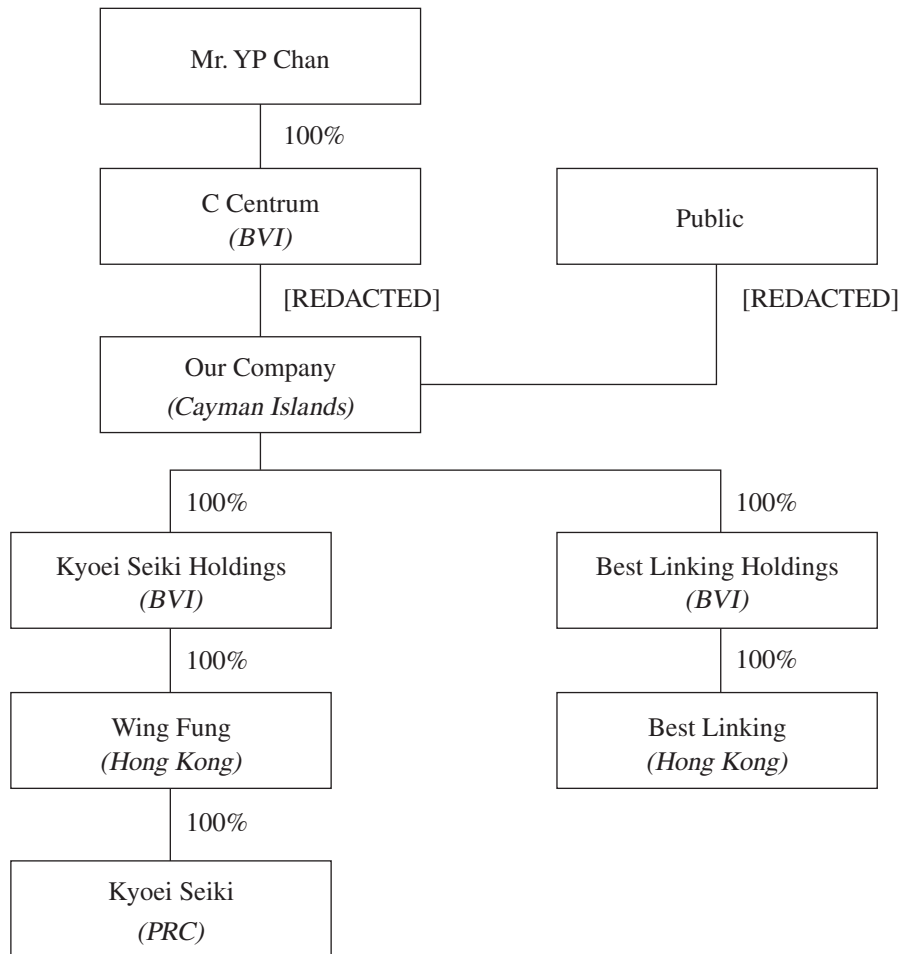 Mr. YP Chan
100%
C Centrum
(BVI)
Public
[REDACTED]
[REDACTED]
Our Company
(Cayman Islands)
100%
100%
Kyoei Seiki Holdings
(BVI)
Best Linking Holdings
(BVI)
100%
100%
Wing Fung
(Hong Kong)
Best Linking
(Hong Kong)
100%
Kyoei Seiki
(PRC)